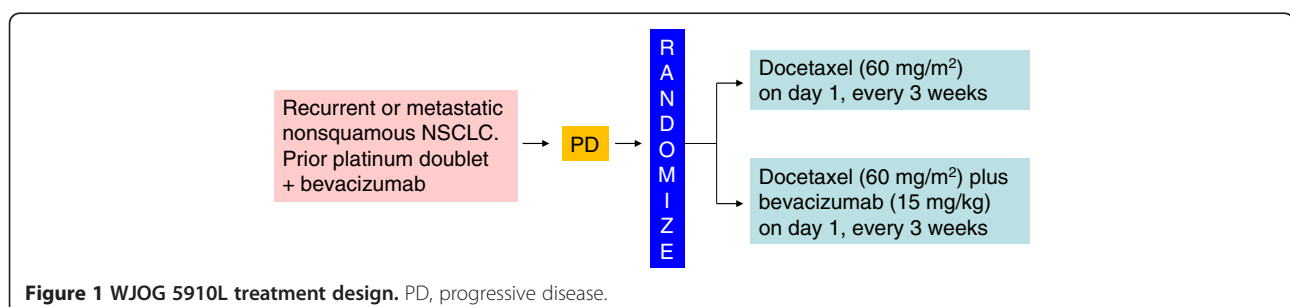 Recurrent or metastatic
nonsquamous NSCLC.
Prior platinum doublet
+ bevacizumab
PD
RANDOMIZE
Docetaxel (60 mg/m²)
on day 1, every 3 weeks
Docetaxel (60 mg/m²) plus
bevacizumab (15 mg/kg)
on day 1, every 3 weeks
Figure 1 WJOG 5910L treatment design. PD, progressive disease.